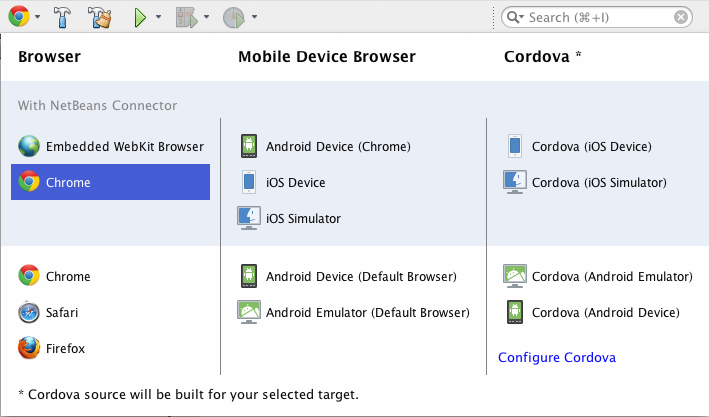 Search (⌘+I)
Browser
Mobile Device Browser
Cordova *
With NetBeans Connector
Embedded WebKit Browser
Chrome
Android Device (Chrome)
iOS Device
iOS Simulator
Cordova (iOS Device)
Cordova (iOS Simulator)
Chrome
Safari
Firefox
Android Device (Default Browser)
Android Emulator (Default Browser)
Cordova (Android Emulator)
Cordova (Android Device)
Configure Cordova
* Cordova source will be built for your selected target.